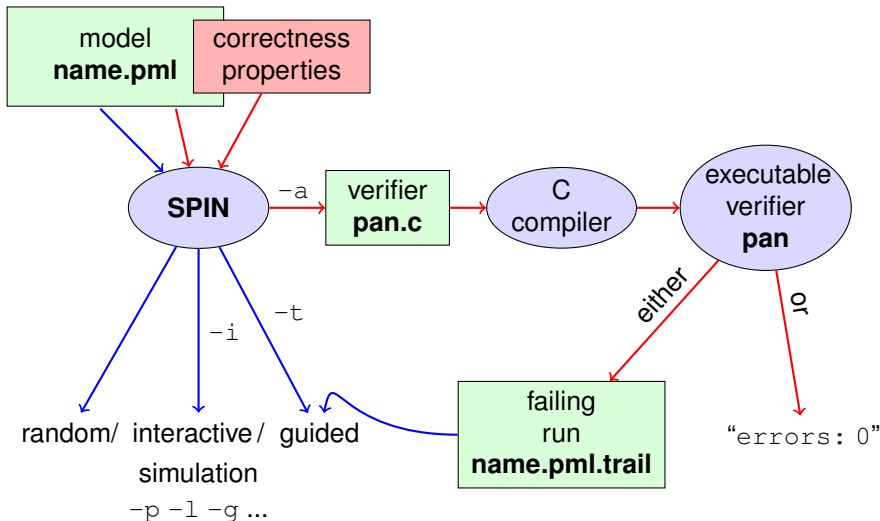 model
name.pml
correctness
properties
SPIN
-a
verifier
pan.c
C
compiler
executable
verifier
pan
either
or
-i
-t
random/ interactive / guided
simulation
-p -l -g ...
failing
run
name.pml.trail
“errors: 0”